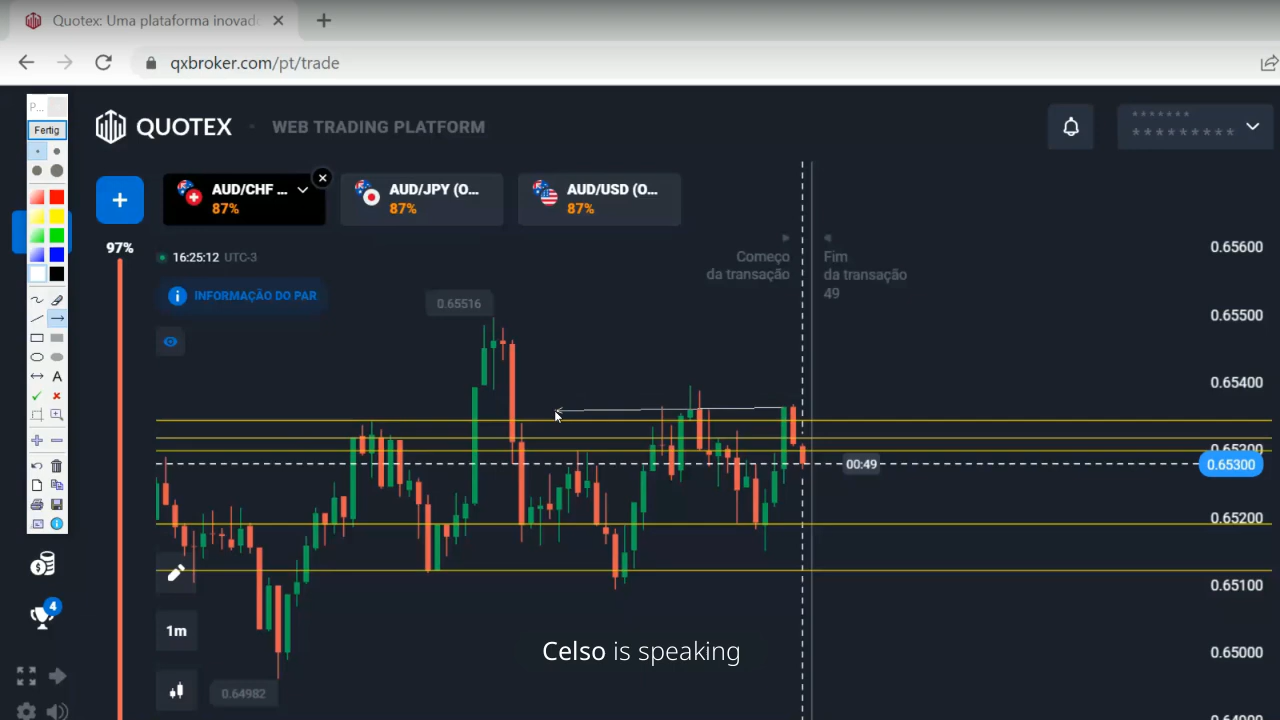 Quotex: Uma plataforma inovad
qxbroker.com/pt/trade
P...
Fertig
QUOTEX
WEB TRADING PLATFORM
*******
*********
AUD/CHF ...
87%
AUD/JPY (O...
87%
AUD/USD (O...
87%
97%
16:25:12 UTC-3
INFORMAÇÃO DO PAR
Começo
da transação
Fim
da transação
49
0.65516
0.65600
0.65500
0.65400
0.65300
0.65300
00:49
0.65200
0.65100
0.65000
A
4
1m
0.64982
Celso is speaking